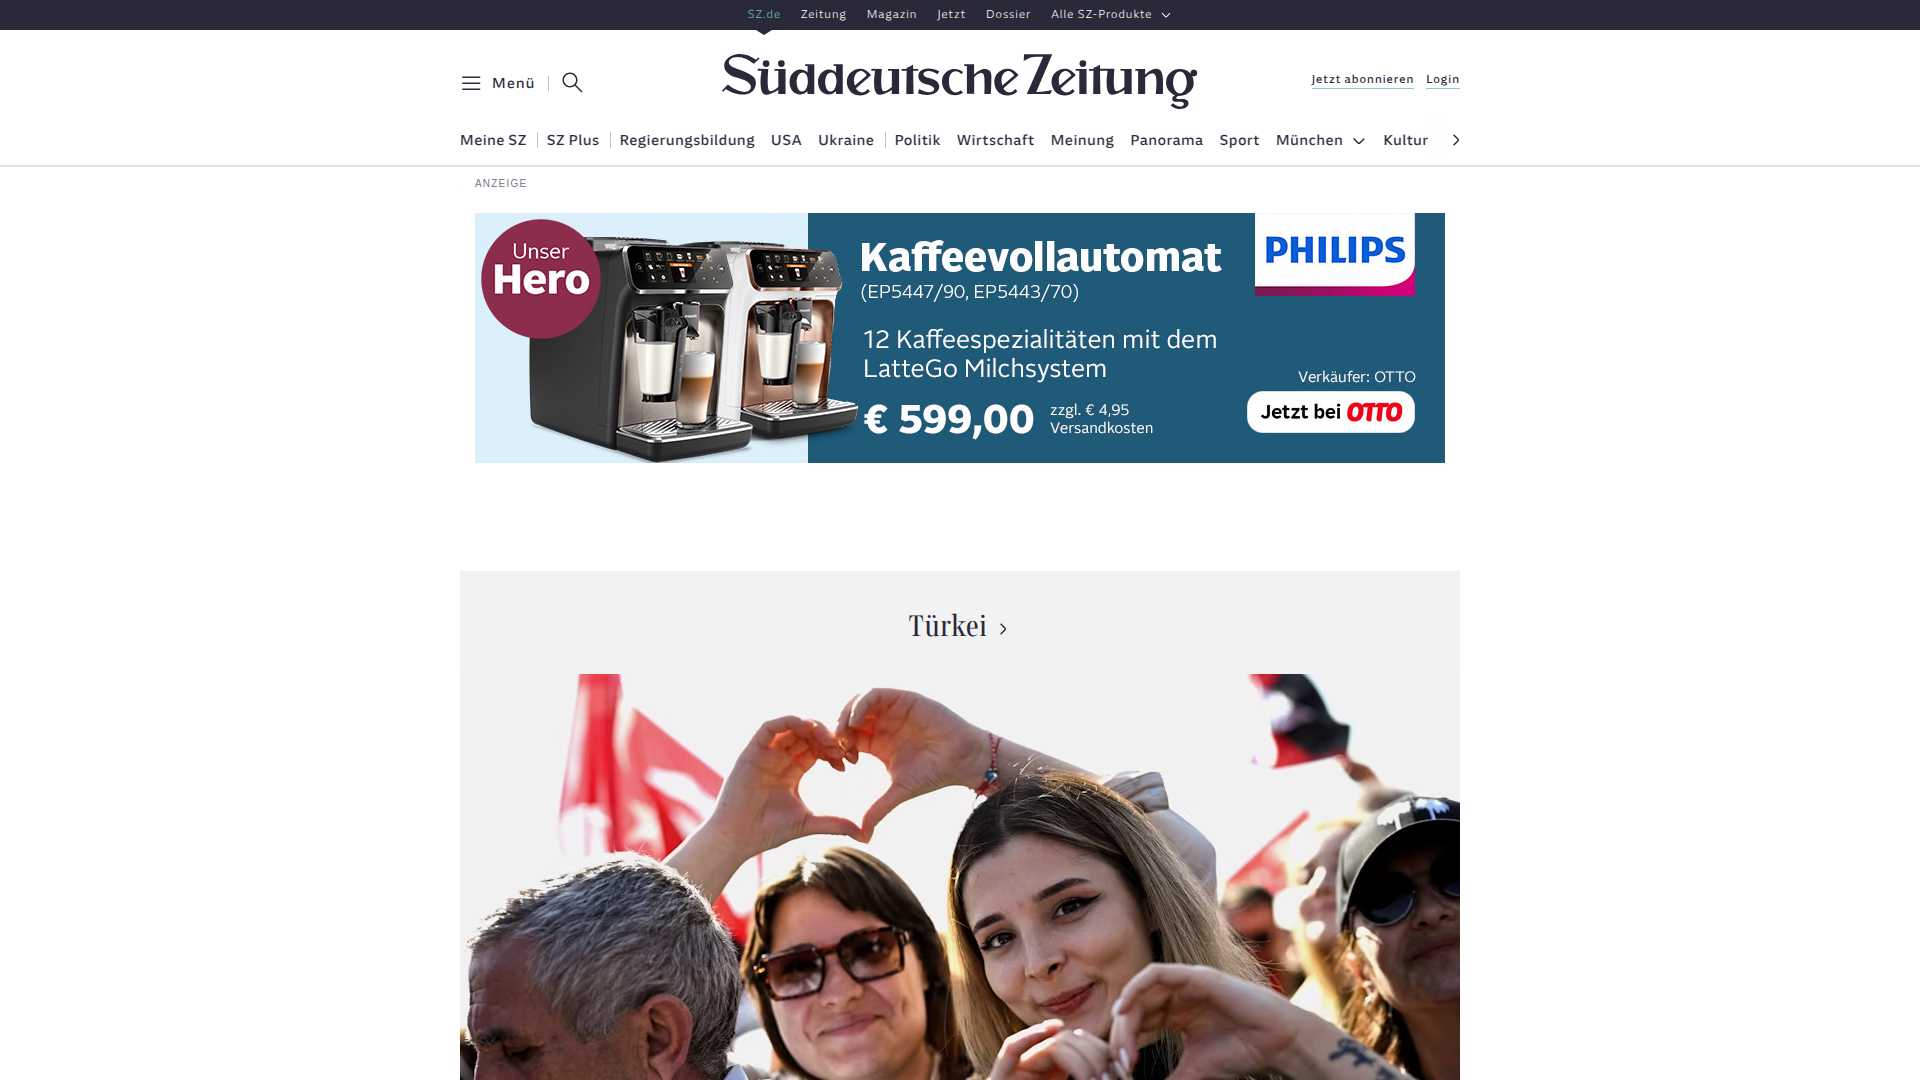 SZ.de Zeitung Magazin Jetzt Dossier Alle SZ-Produkte
Menü
Süddeutsche Zeitung
Jetzt abonnieren Login
Meine SZ SZ Plus Regierungsbildung USA Ukraine Politik Wirtschaft Meinung Panorama Sport München Kultur
ANZEIGE
Unser
Hero
Kaffeevollautomat
(EP5447/90, EP5443/70)
PHILIPS
12 Kaffeespezialitäten mit dem
LatteGo Milchsystem
€ 599,00
zzgl. € 4,95
Versandkosten
Verkäufer: OTTO
Jetzt bei OTTO
Türkei